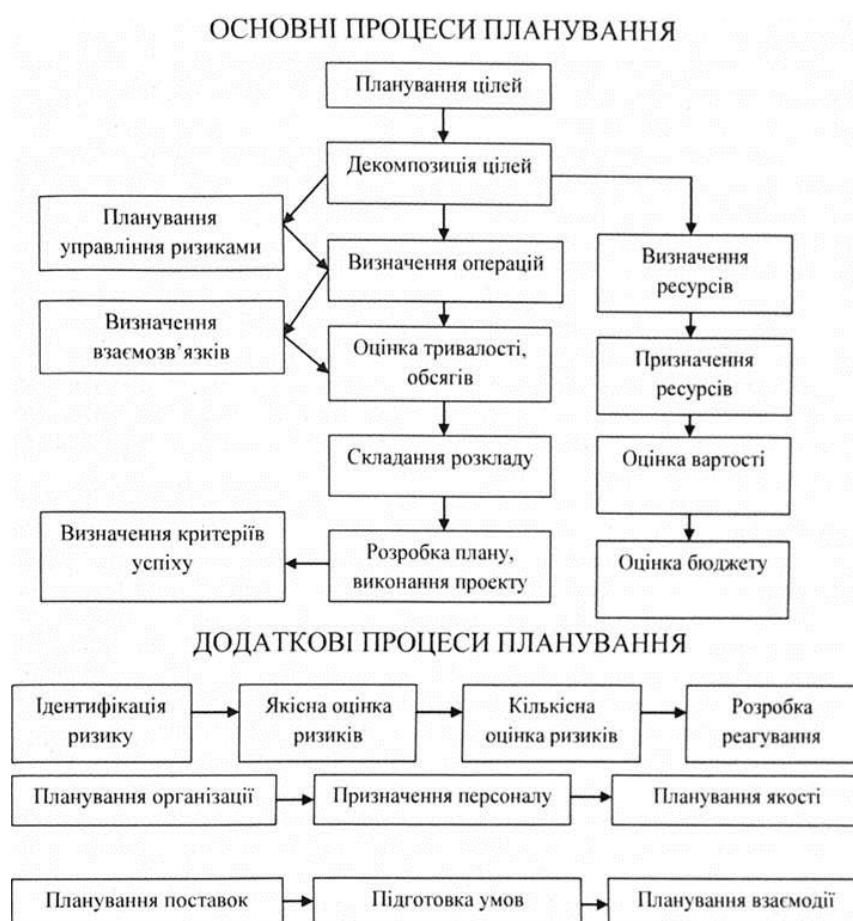 ОСНОВНІ ПРОЦЕСИ ПЛАНУВАННЯ
Планування цілей
Декомпозиція цілей
Планування
управління ризиками
Визначення операцій
Визначення
ресурсів
Визначення
взаємозв’язків
Оцінка тривалості,
обсягів
Призначення
ресурсів
Складання розкладу
Оцінка вартості
Визначення критеріїв
успіху
Розробка плану,
виконання проекту
Оцінка бюджету
ДОДАТКОВІ ПРОЦЕСИ ПЛАНУВАННЯ
Ідентифікація
ризику
Якісна оцінка
ризиків
Кількісна
оцінка ризиків
Розробка
реагування
Планування організації
Призначення персоналу
Планування якості
Планування поставок
Підготовка умов
Планування взаємодії